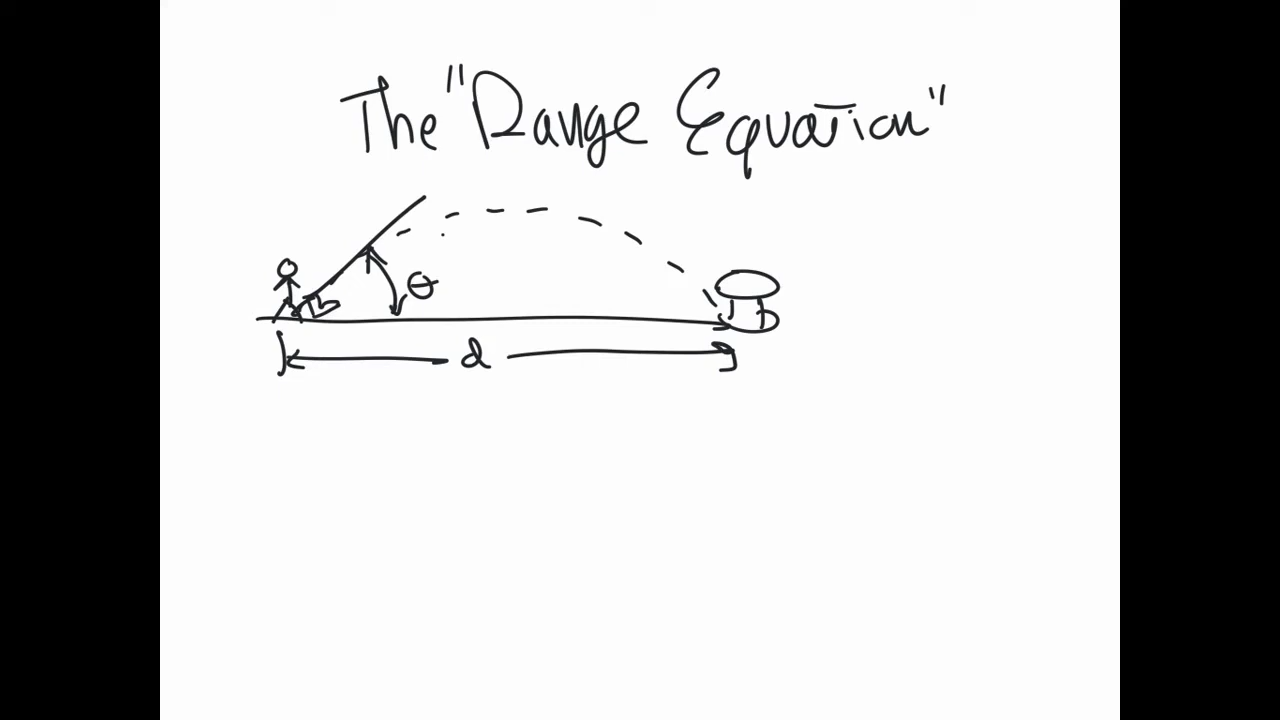 The "Range Equation"
θ
d